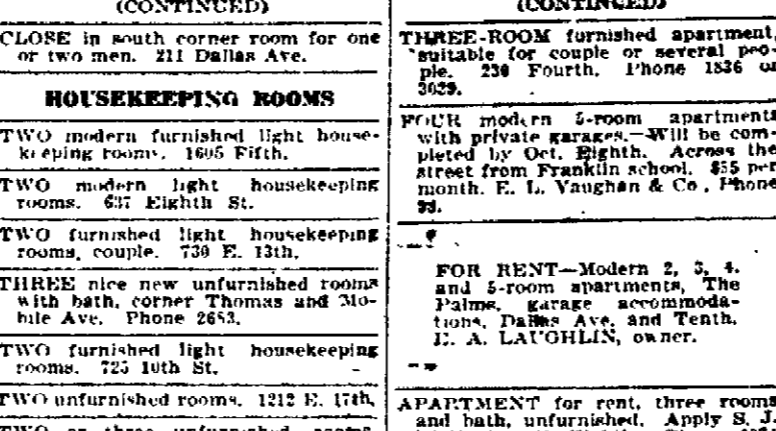 (CONTINUED)
CLOSE in south corner room for one
or two men. 211 Dallas Ave.
HOUSEKEEPING ROOMS
TWO modern furnished light house-
keeping rooms. 1605 Fifth.
TWO modern light housekeeping
rooms. 637 Eighth St.
TWO furnished light housekeeping
rooms, couple. 730 E. 13th.
THREE nice new unfurnished rooms
with bath, corner Thomas and Mo-
bile Ave. Phone 2653.
TWO furnished light housekeeping
rooms. 725 10th St.
TWO unfurnished rooms. 1212 E. 17th.
TWO or three unfurnished rooms.
(CONTINUED)
THREE-ROOM furnished apartment,
suitable for couple or several peo-
ple. 230 Fourth. Phone 1836 or
3029.
FOUR modern 5-room apartments
with private garages.—Will be com-
pleted by Oct. Eighth. Across the
street from Franklin school. $55 per
month. E. L. Vaughan & Co., Phone
99.
FOR RENT—Modern 2, 3, 4,
and 5-room apartments, The
Palms, garage accommoda-
tions, Dallas Ave. and Tenth.
E. A. LAUGHLIN, owner.
APARTMENT for rent, three rooms
and bath, unfurnished. Apply S. J.